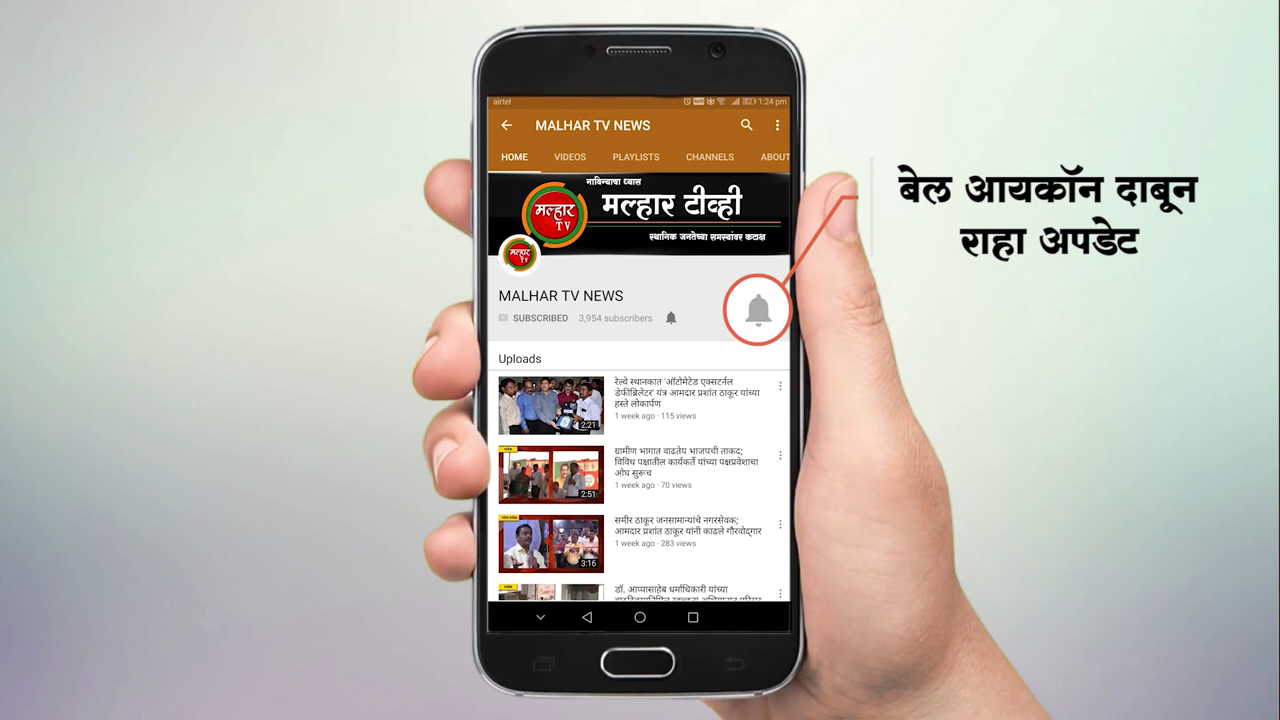 airtel 1:24 pm
MALHAR TV NEWS
HOME VIDEOS PLAYLISTS CHANNELS ABOUT
नाविन्याचा ध्यास
मल्हार टीव्ही
मल्हार
TV
स्थानिक जनतेच्या समस्यांवर कटाक्ष
मल्हार
TV
MALHAR TV NEWS
SUBSCRIBED 3,954 subscribers
Uploads
रेल्वे स्थानकात 'ऑटोमेटेड एक्सटर्नल
डेफीब्रिलेटर' यंत्र आमदार प्रशांत ठाकूर यांच्या
हस्ते लोकार्पण
1 week ago · 115 views
2:21
ग्रामीण भागात वाढतेय भाजपची ताकद;
विविध पक्षातील कार्यकर्ते यांच्या पक्षप्रवेशाचा
ओघ सुरूच
1 week ago · 70 views
2:51
समीर ठाकूर जनसामान्यांचे नगरसेवक;
आमदार प्रशांत ठाकूर यांनी काढले गौरवोद्गार
1 week ago · 283 views
3:16
डॉ. आप्पासाहेब धर्माधिकारी यांच्या
बेल आयकॉन दाबून
राहा अपडेट